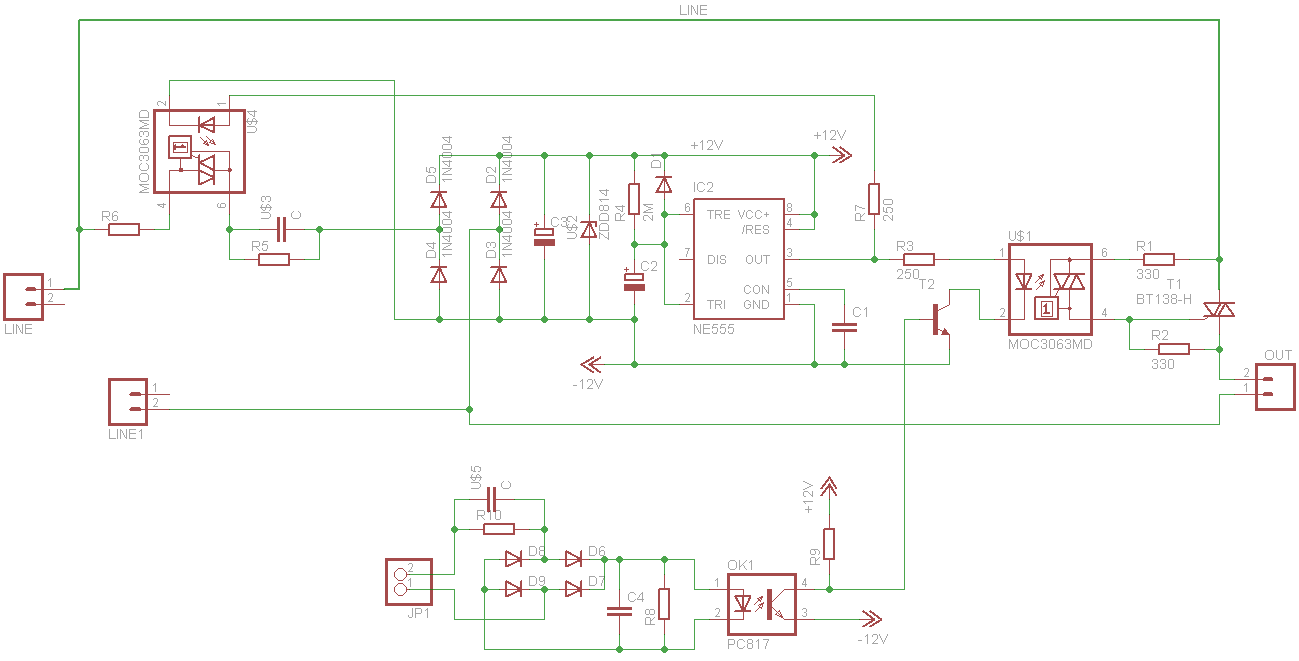 LINE
2
1
U$4
MOC3063MD
1
4
6
R6
U$3
C
R5
D5
1N4004
D2
1N4004
D4
1N4004
D3
1N4004
C3
U$2
ZDD814
R4
2M
C2
D1
+12V
+12V
IC2
6
TRE
VCC+
8
/RES
4
7
DIS
OUT
3
CON
5
2
TRI
GND
1
NE555
C1
-12V
R7
250
R3
250
T2
U$1
1
2
1
6
4
MOC3063MD
R1
330
T1
BT138-H
R2
330
OUT
2
1
1
2
LINE
1
2
LINE1
U$5
C
R10
D8
D6
D9
D7
2
1
JP1
C4
R8
OK1
1
2
4
3
PC817
R9
+12V
-12V